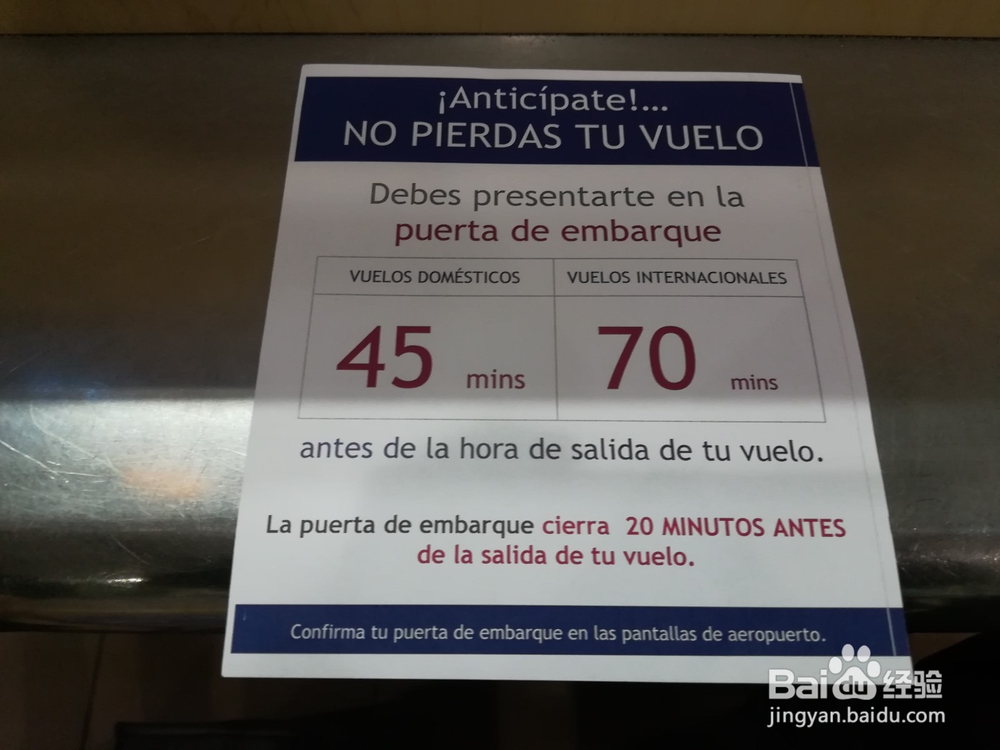 ¡Anticípate!...
NO PIERDAS TU VUELO
Debes presentarte en la
puerta de embarque
VUELOS DOMÉSTICOS
VUELOS INTERNACIONALES
45 mins
70 mins
antes de la hora de salida de tu vuelo.
La puerta de embarque cierra 20 MINUTOS ANTES
de la salida de tu vuelo.
Confirma tu puerta de embarque en las pantallas de aeropuerto.
Bai du 经验
jingyan.baidu.com